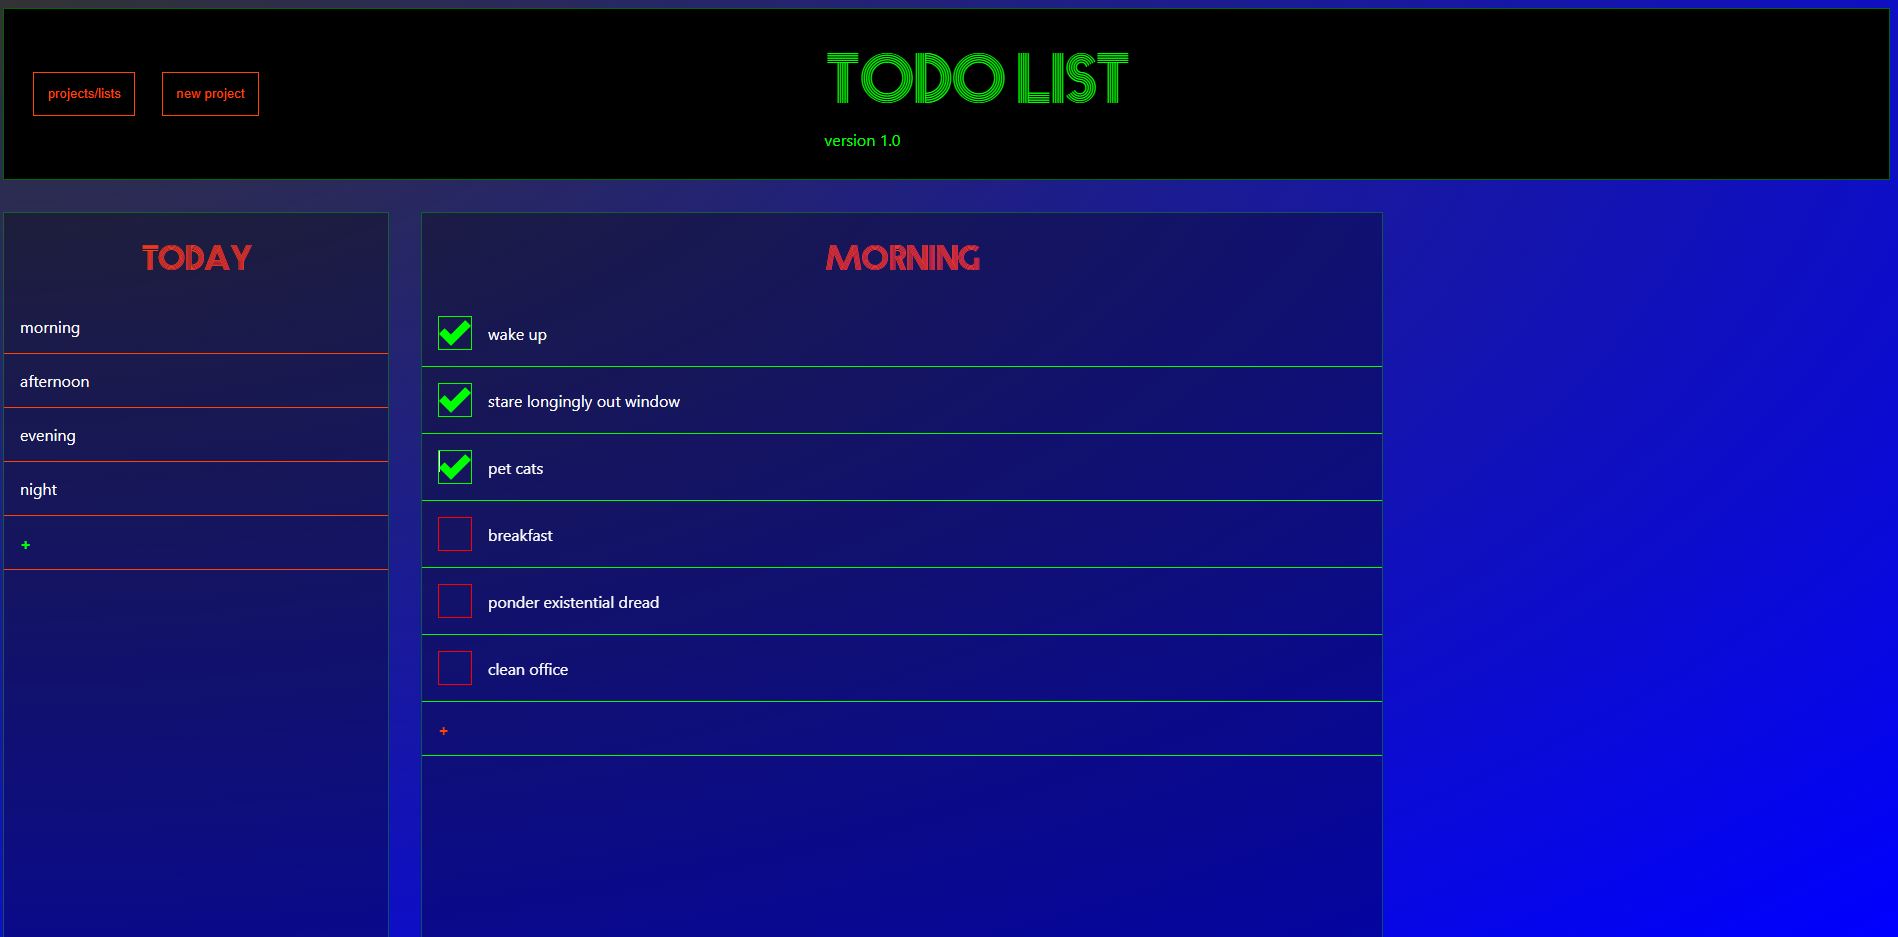 projects/lists
new project
TODO LIST
version 1.0
TODAY
morning
afternoon
evening
night
+
MORNING
wake up
stare longingly out window
pet cats
breakfast
ponder existential dread
clean office
+